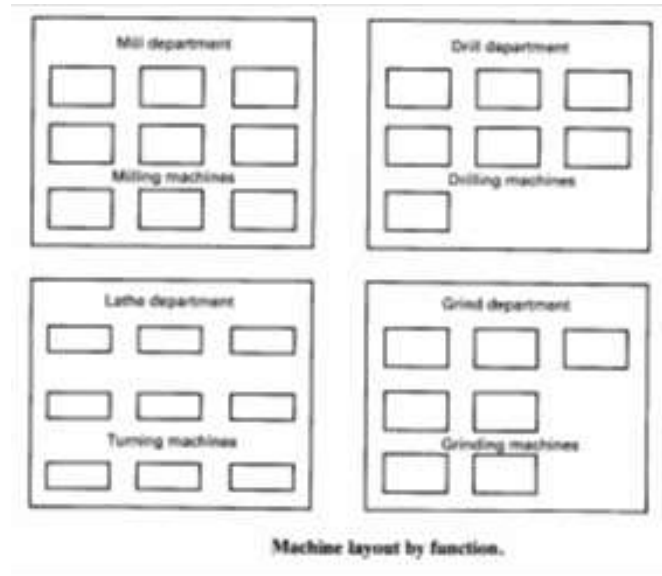 Mill department
Milling machines
Drill department
Drilling machines
Lathe department
Turning machines
Grind department
Grinding machines
Machine layout by function.